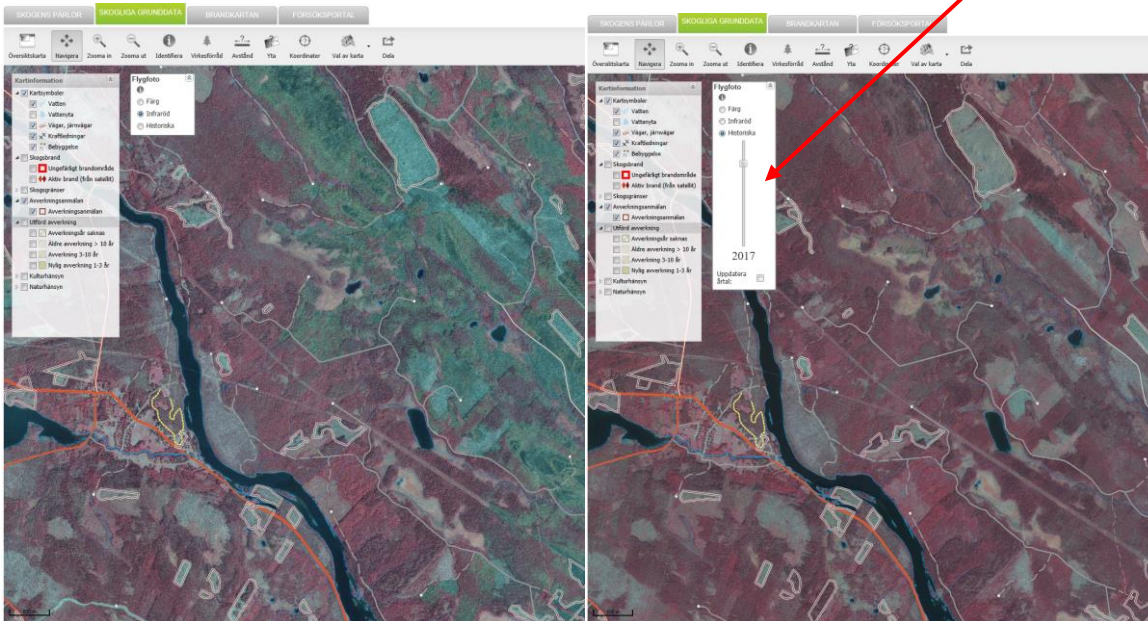 SKOGENS PÄRLOR
SKOGLIGA GRUNDDATA
BRANDKARTAN
FÖRSÖKSPORTAL
Översiktskarta
Navigera
Zooma in
Zooma ut
Identifiera
Virkesförråd
Avstånd
Yta
Koordinater
Val av karta
Dela
Kartinformation
Kartsymboler
Vatten
Vattenyta
Vägar, järnvägar
Kraftledningar
Bebyggelse
Skogsbrand
Ungefärligt brandområde
Aktiv brand (från satellit)
Skogsgränser
Avverkningsanmälan
Avverkningsanmälan
Utförd avverkning
Avverkningsår saknas
Äldre avverkning > 10 år
Avverkning 3-10 år
Nylig avverkning 1-3 år
Kulturhänsyn
Naturhänsyn
Flygfoto
Färg
Infraröd
Historiska
SKOGENS PÄRLOR
SKOGLIGA GRUNDDATA
BRANDKARTAN
FÖRSÖKSPORTAL
Översiktskarta
Navigera
Zooma in
Zooma ut
Identifiera
Virkesförråd
Avstånd
Yta
Koordinater
Val av karta
Dela
Kartinformation
Kartsymboler
Vatten
Vattenyta
Vägar, järnvägar
Kraftledningar
Bebyggelse
Skogsbrand
Ungefärligt brandområde
Aktiv brand (från satellit)
Skogsgränser
Avverkningsanmälan
Avverkningsanmälan
Utförd avverkning
Avverkningsår saknas
Äldre avverkning > 10 år
Avverkning 3-10 år
Nylig avverkning 1-3 år
Kulturhänsyn
Naturhänsyn
Flygfoto
Färg
Infraröd
Historiska
2017
Uppdatera
årtal: